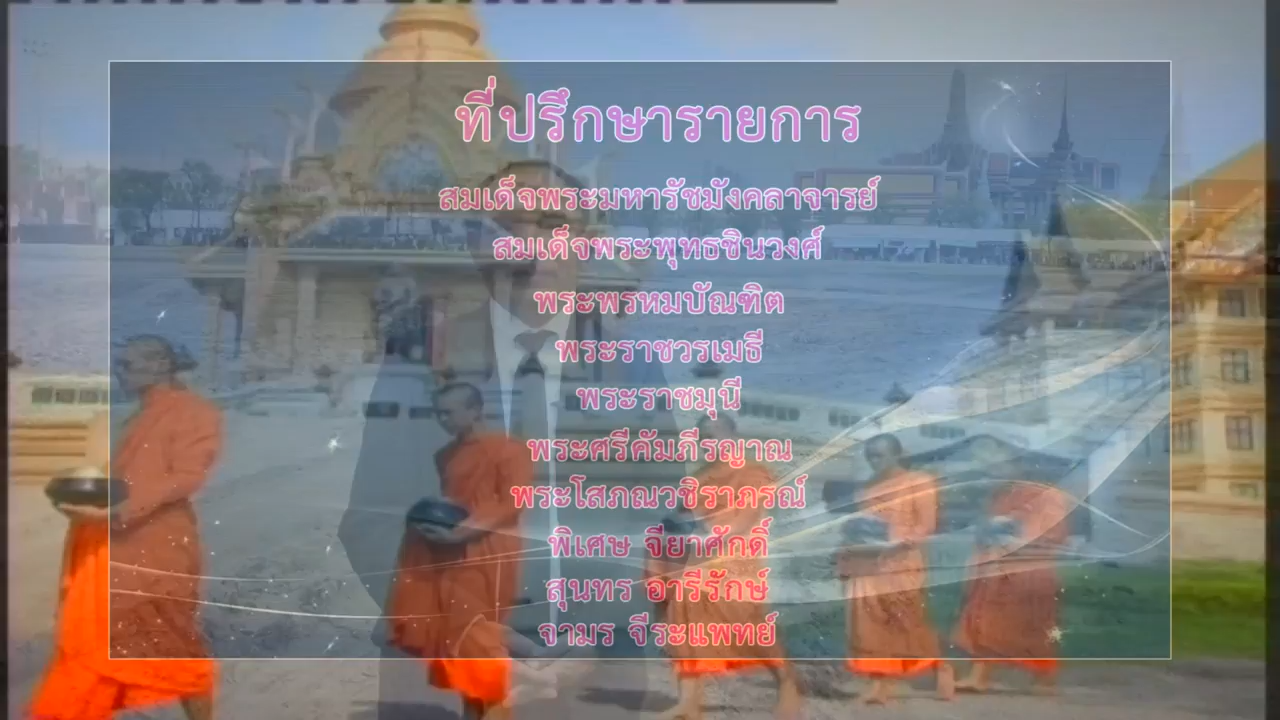 ที่ปรึกษารายการ
สมเด็จพระมหารัชมังคลาจารย์
สมเด็จพระพุทธชินวงศ์
พระพรหมบัณฑิต
พระราชวรเมธี
พระราชมุนี
พระศรีคัมภีรญาณ
พระโสภณวชิราภรณ์
พิเศษ จียาศักดิ์
สุนทร อารีรักษ์
จามร จีระแพทย์